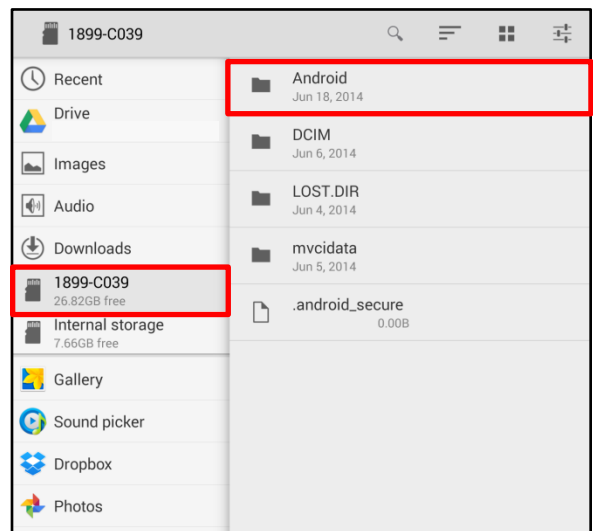 1899-C039
Recent
Drive
Images
Audio
Downloads
1899-C039
26.82GB free
Internal storage
7.66GB free
Gallery
Sound picker
Dropbox
Photos
Android
Jun 18, 2014
DCIM
Jun 6, 2014
LOST.DIR
Jun 4, 2014
mvcidata
Jun 5, 2014
.android_secure
0.00B